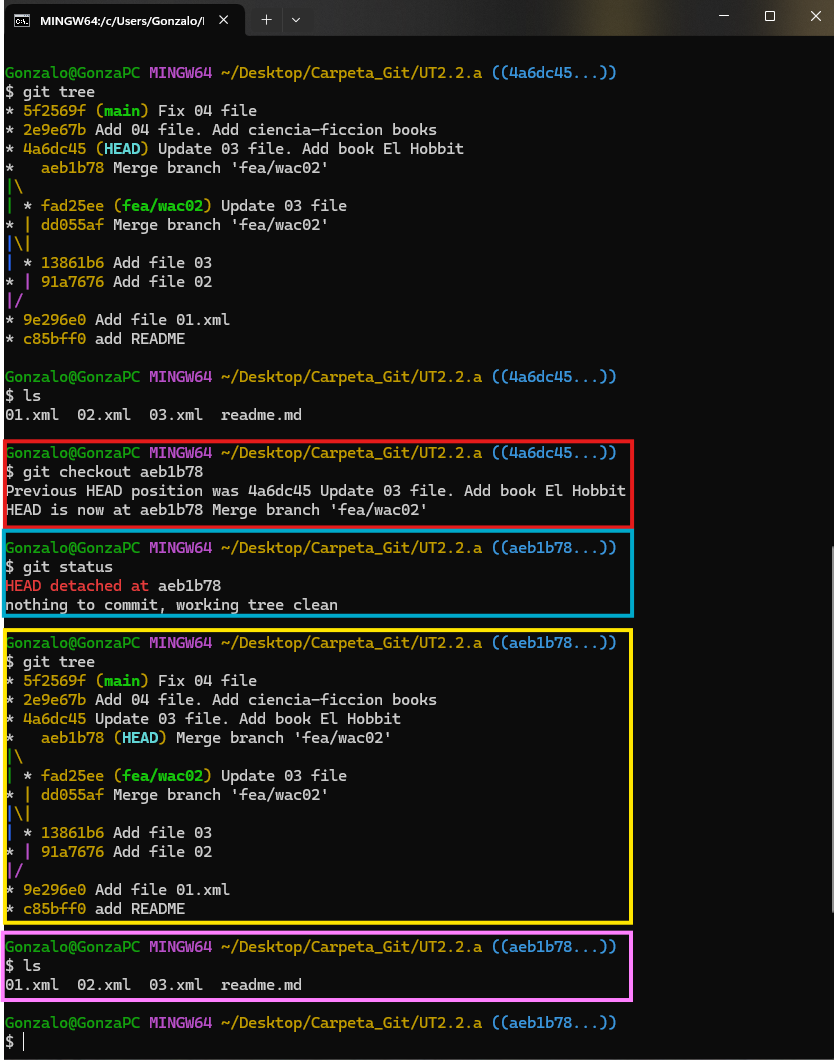 MINGW64:/c/Users/Gonzalo/
Gonzalo@GonzaPC MINGW64 ~/Desktop/Carpeta_Git/UT2.2.a ((4a6dc45...))
$ git tree
* 5f2569f (main) Fix 04 file
* 2e9e67b Add 04 file. Add ciencia-ficcion books
* 4a6dc45 (HEAD) Update 03 file. Add book El Hobbit
*   aeb1b78 Merge branch 'fea/wac02'
|\
| * fad25ee (fea/wac02) Update 03 file
* | dd055af Merge branch 'fea/wac02'
|\|
| * 13861b6 Add file 03
* | 91a7676 Add file 02
|/
* 9e296e0 Add file 01.xml
* c85bff0 add README
Gonzalo@GonzaPC MINGW64 ~/Desktop/Carpeta_Git/UT2.2.a ((4a6dc45...))
$ ls
01.xml  02.xml  03.xml  readme.md
Gonzalo@GonzaPC MINGW64 ~/Desktop/Carpeta_Git/UT2.2.a ((4a6dc45...))
$ git checkout aeb1b78
Previous HEAD position was 4a6dc45 Update 03 file. Add book El Hobbit
HEAD is now at aeb1b78 Merge branch 'fea/wac02'
Gonzalo@GonzaPC MINGW64 ~/Desktop/Carpeta_Git/UT2.2.a ((aeb1b78...))
$ git status
HEAD detached at aeb1b78
nothing to commit, working tree clean
Gonzalo@GonzaPC MINGW64 ~/Desktop/Carpeta_Git/UT2.2.a ((aeb1b78...))
$ git tree
* 5f2569f (main) Fix 04 file
* 2e9e67b Add 04 file. Add ciencia-ficcion books
* 4a6dc45 Update 03 file. Add book El Hobbit
*   aeb1b78 (HEAD) Merge branch 'fea/wac02'
|\
| * fad25ee (fea/wac02) Update 03 file
* | dd055af Merge branch 'fea/wac02'
|\|
| * 13861b6 Add file 03
* | 91a7676 Add file 02
|/
* 9e296e0 Add file 01.xml
* c85bff0 add README
Gonzalo@GonzaPC MINGW64 ~/Desktop/Carpeta_Git/UT2.2.a ((aeb1b78...))
$ ls
01.xml  02.xml  03.xml  readme.md
Gonzalo@GonzaPC MINGW64 ~/Desktop/Carpeta_Git/UT2.2.a ((aeb1b78...))
$